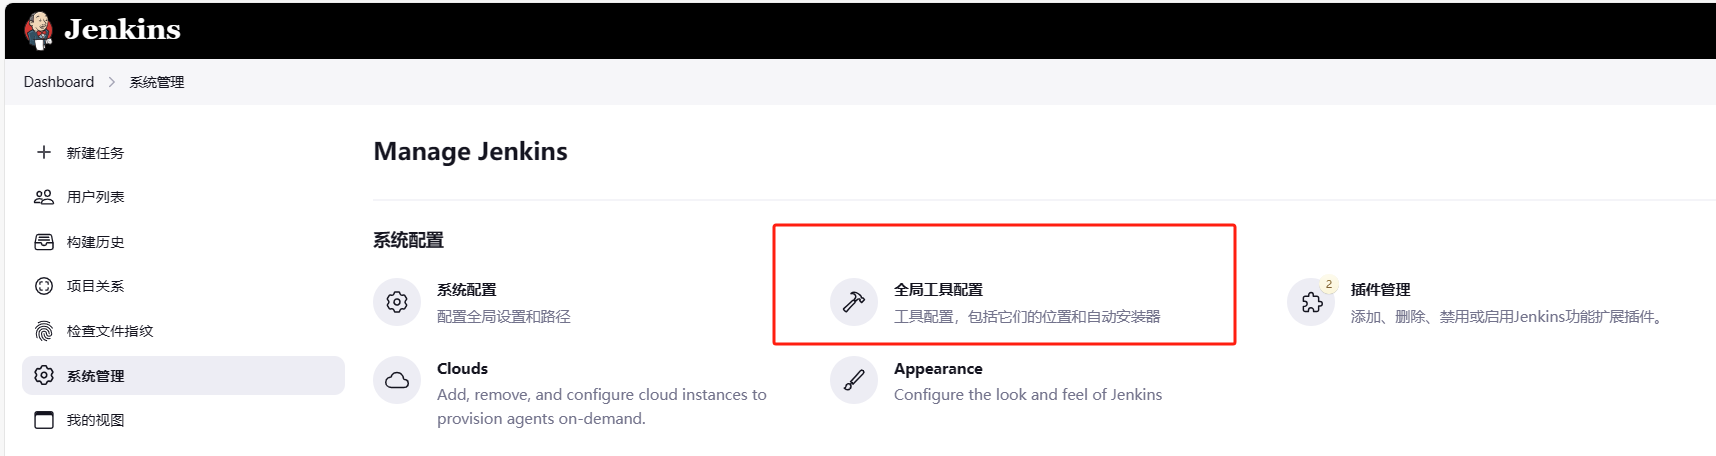 Jenkins
Dashboard > 系统管理
新建任务
用户列表
构建历史
项目关系
检查文件指纹
系统管理
我的视图
Manage Jenkins
系统配置
系统配置
配置全局设置和路径
全局工具配置
工具配置，包括它们的位置和自动安装器
2
插件管理
添加、删除、禁用或启用Jenkins功能扩展插件。
Clouds
Add, remove, and configure cloud instances to
provision agents on-demand.
Appearance
Configure the look and feel of Jenkins